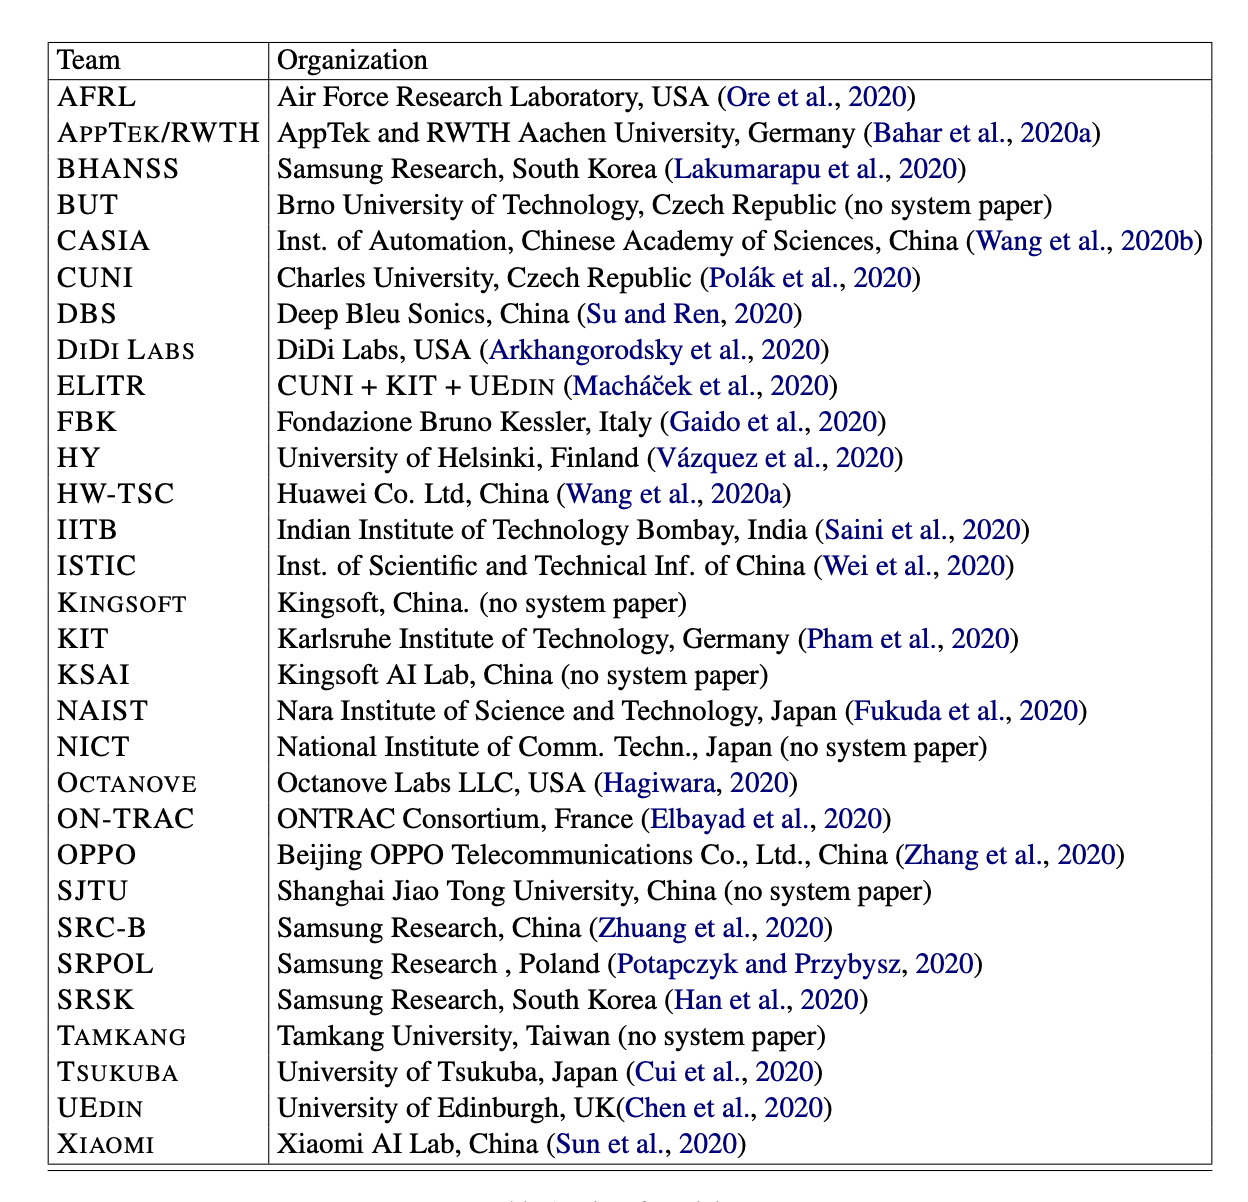 Team Organization
AFRL Air Force Research Laboratory, USA (Ore et al., 2020)
APPTEK/RWTH AppTek and RWTH Aachen University, Germany (Bahar et al., 2020a)
BHANSS Samsung Research, South Korea (Lakumarapu et al., 2020)
BUT Brno University of Technology, Czech Republic (no system paper)
CASIA Inst. of Automation, Chinese Academy of Sciences, China (Wang et al., 2020b)
CUNI Charles University, Czech Republic (Polák et al., 2020)
DBS Deep Bleu Sonics, China (Su and Ren, 2020)
DIDI LABS DiDi Labs, USA (Arkhangorodsky et al., 2020)
ELITR CUNI + KIT + UEDIN (Macháček et al., 2020)
FBK Fondazione Bruno Kessler, Italy (Gaido et al., 2020)
HY University of Helsinki, Finland (Vázquez et al., 2020)
HW-TSC Huawei Co. Ltd, China (Wang et al., 2020a)
IITB Indian Institute of Technology Bombay, India (Saini et al., 2020)
ISTIC Inst. of Scientific and Technical Inf. of China (Wei et al., 2020)
KINGSOFT Kingsoft, China. (no system paper)
KIT Karlsruhe Institute of Technology, Germany (Pham et al., 2020)
KSAI Kingsoft AI Lab, China (no system paper)
NAIST Nara Institute of Science and Technology, Japan (Fukuda et al., 2020)
NICT National Institute of Comm. Techn., Japan (no system paper)
OCTANOVE Octanove Labs LLC, USA (Hagiwara, 2020)
ON-TRAC ONTRAC Consortium, France (Elbayad et al., 2020)
OPPO Beijing OPPO Telecommunications Co., Ltd., China (Zhang et al., 2020)
SJTU Shanghai Jiao Tong University, China (no system paper)
SRC-B Samsung Research, China (Zhuang et al., 2020)
SRPOL Samsung Research , Poland (Potapczyk and Przybysz, 2020)
SRSK Samsung Research, South Korea (Han et al., 2020)
TAMKANG Tamkang University, Taiwan (no system paper)
TSUKUBA University of Tsukuba, Japan (Cui et al., 2020)
UEDIN University of Edinburgh, UK(Chen et al., 2020)
XIAOMI Xiaomi AI Lab, China (Sun et al., 2020)